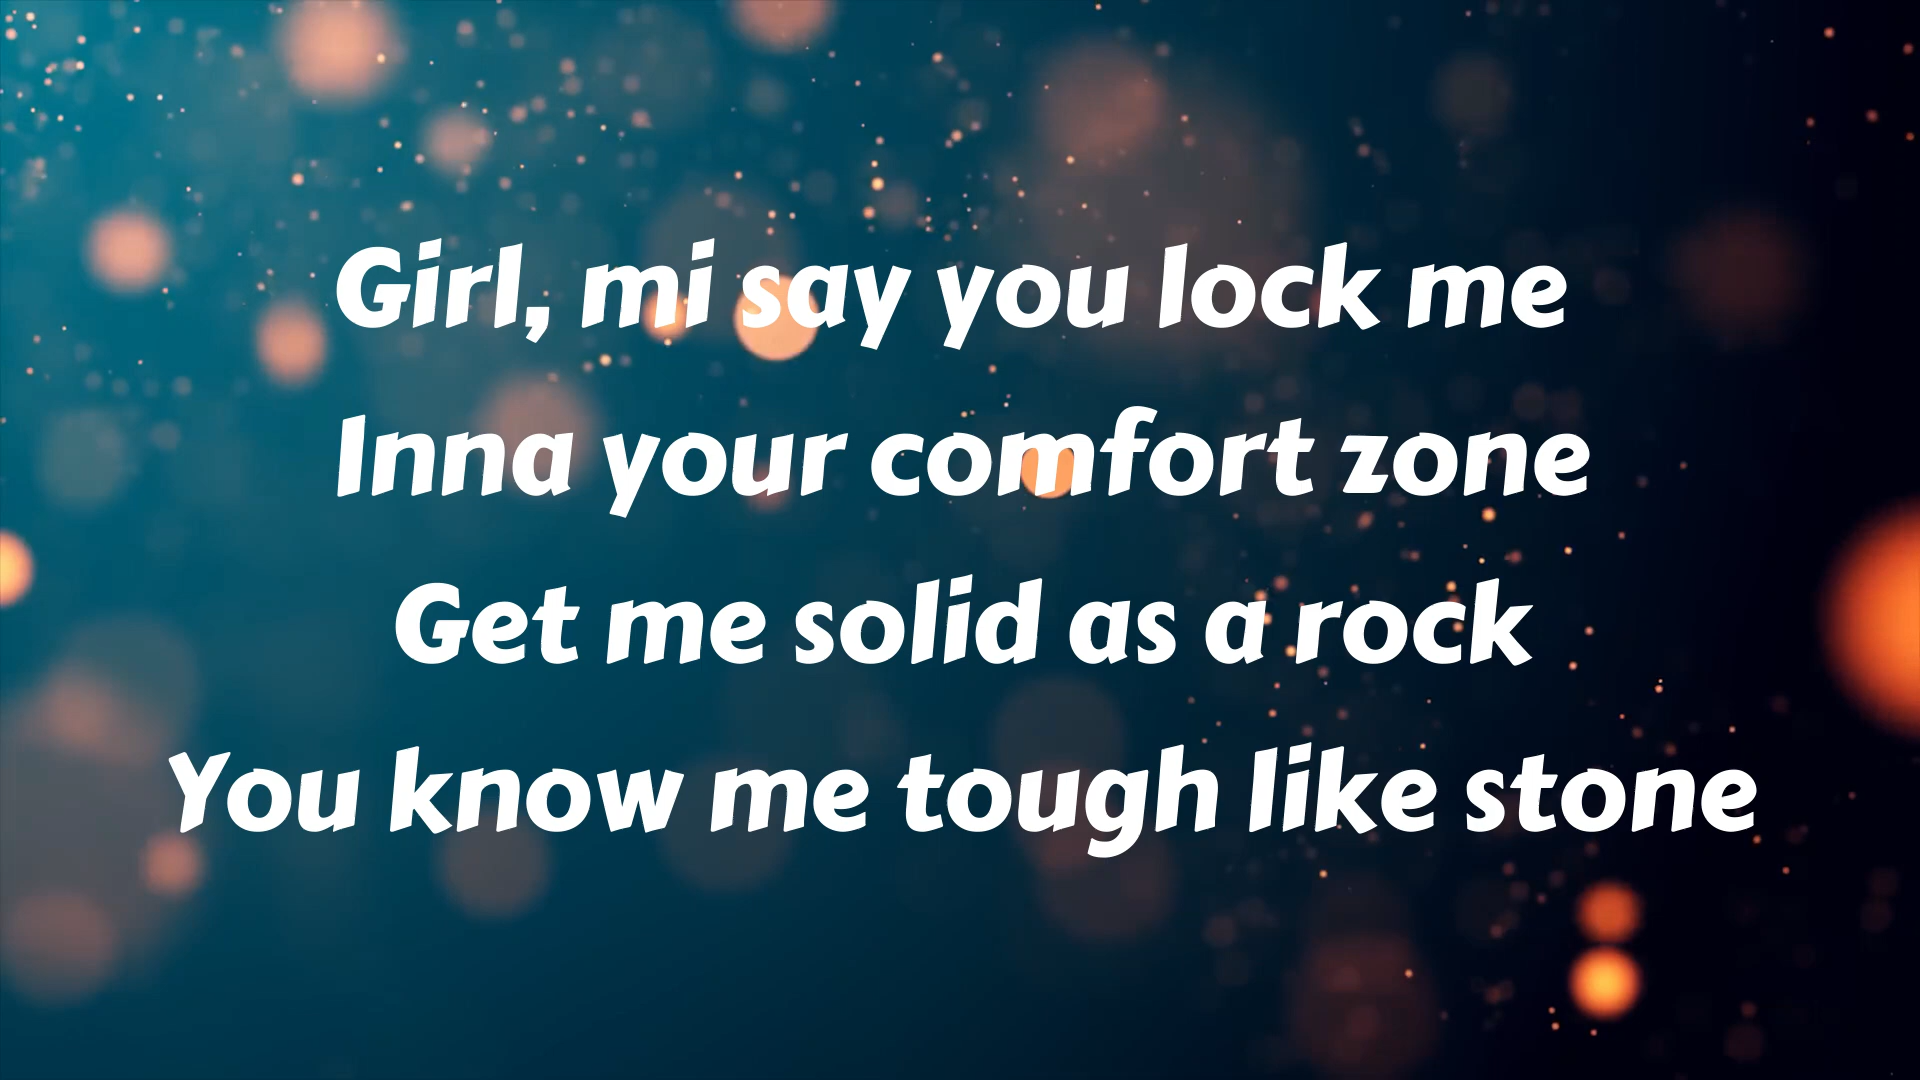 Girl, mi say you lock me
Inna your comfort zone
Get me solid as a rock
You know me tough like stone